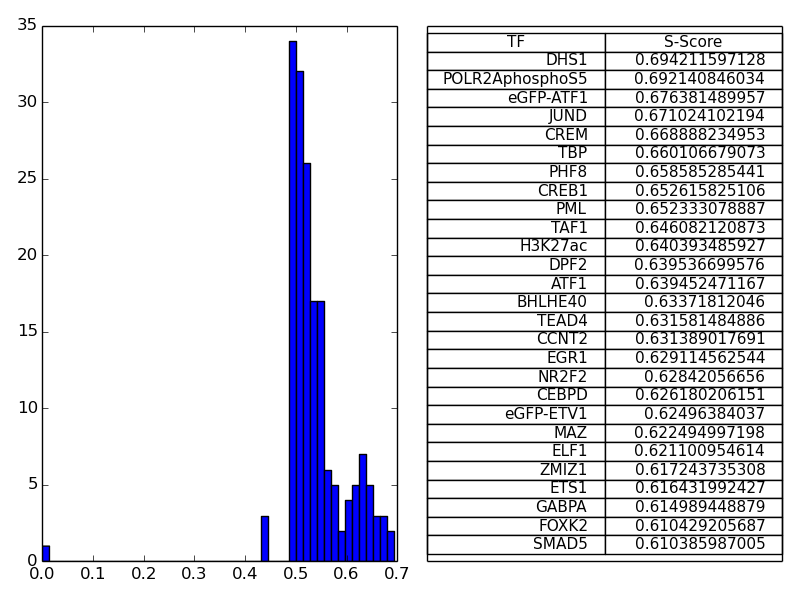 35
30
25
20
15
10
5
0
0.0 0.1 0.2 0.3 0.4 0.5 0.6 0.7
TF S-Score
DHS1 0.694211597128
POLR2AphosphoS5 0.692140846034
eGFP-ATF1 0.676381489957
JUND 0.671024102194
CREM 0.668888234953
TBP 0.660106679073
PHF8 0.658585285441
CREB1 0.652615825106
PML 0.652333078887
TAF1 0.646082120873
H3K27ac 0.640393485927
DPF2 0.639536699576
ATF1 0.639452471167
BHLHE40 0.63371812046
TEAD4 0.631581484886
CCNT2 0.631389017691
EGR1 0.629114562544
NR2F2 0.62842056656
CEBPD 0.626180206151
eGFP-ETV1 0.62496384037
MAZ 0.622494997198
ELF1 0.621100954614
ZMIZ1 0.617243735308
ETS1 0.616431992427
GABPA 0.614989448879
FOXK2 0.610429205687
SMAD5 0.610385987005